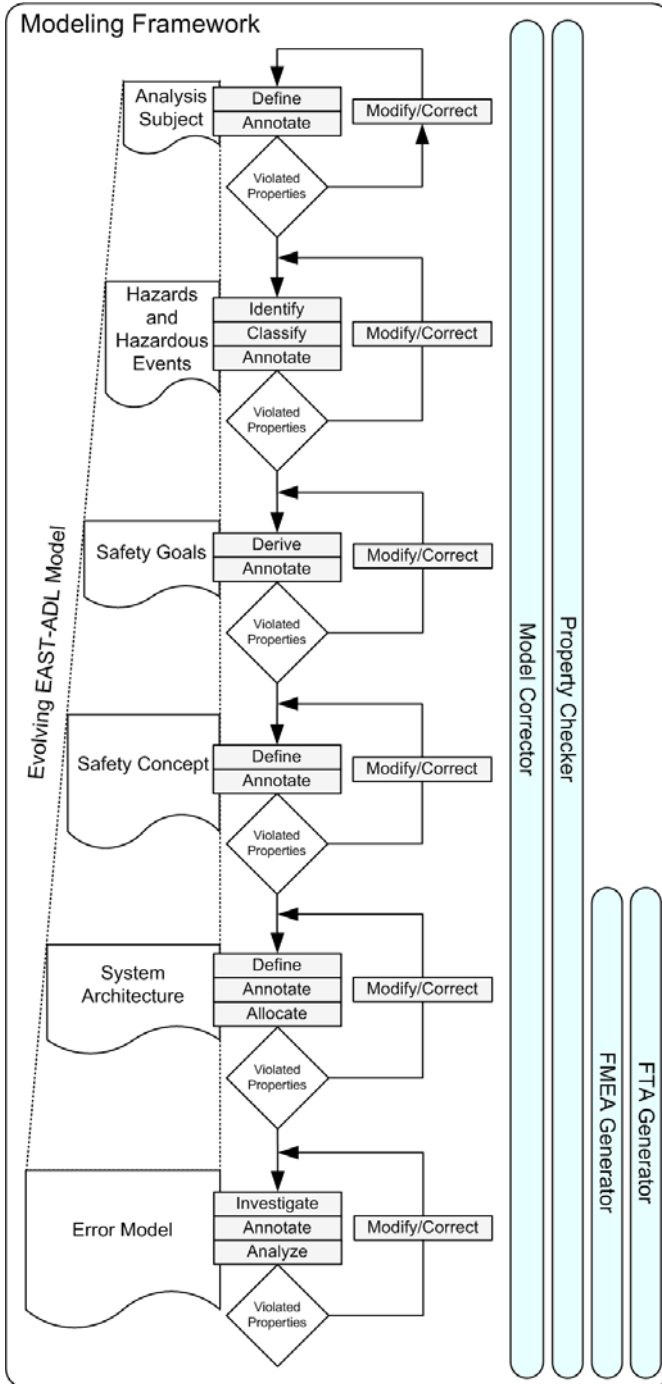 Modeling Framework
Analysis
Subject
Define
Annotate
Modify/Correct
Violated
Properties
Hazards
and
Hazardous
Events
Identify
Classify
Annotate
Modify/Correct
Violated
Properties
Safety Goals
Derive
Annotate
Modify/Correct
Violated
Properties
Safety Concept
Define
Annotate
Modify/Correct
Violated
Properties
System
Architecture
Define
Annotate
Allocate
Modify/Correct
Violated
Properties
Error Model
Investigate
Annotate
Analyze
Modify/Correct
Violated
Properties
Evolving EAST-ADL Model
Model Corrector
Property Checker
FMEA Generator
FTA Generator